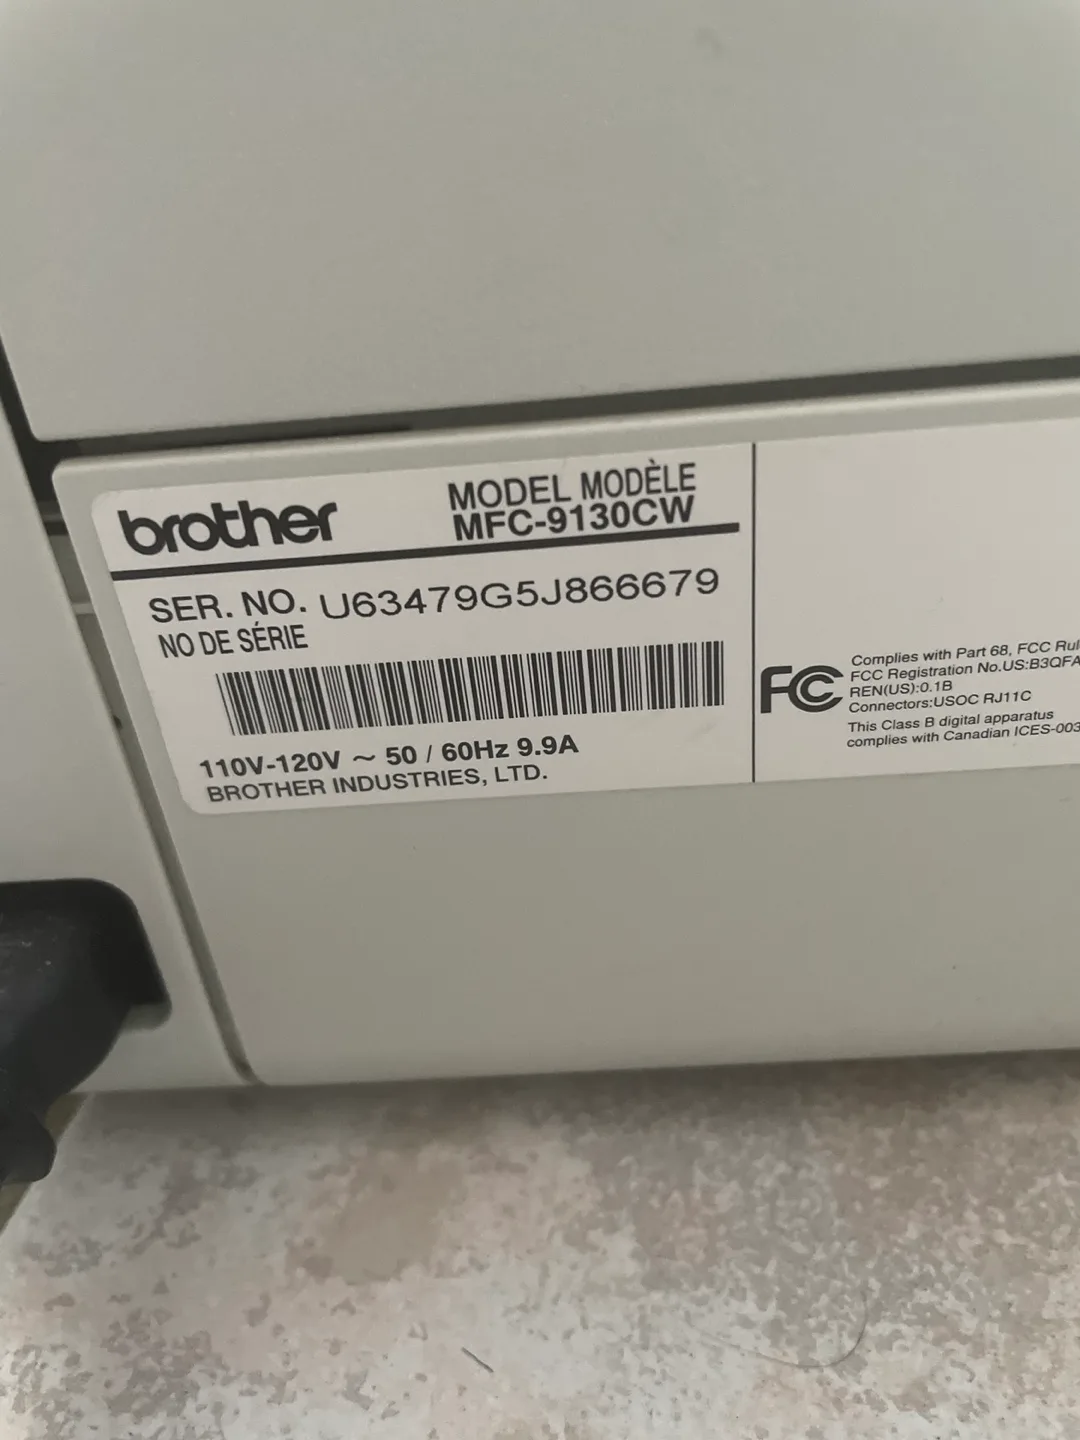 brother
MODEL MODÈLE
MFC-9130CW
SER. NO. U63479G5J866679
NO DE SÉRIE
110V-120V ~ 50 / 60Hz 9.9A
BROTHER INDUSTRIES, LTD.
FC
Complies with Part 68, FCC
FCC Registration No.US:B3QFA
REN(US):0.1B
Connectors:USOC RJ11C
This Class B digital apparatus
complies with Canadian ICES-003